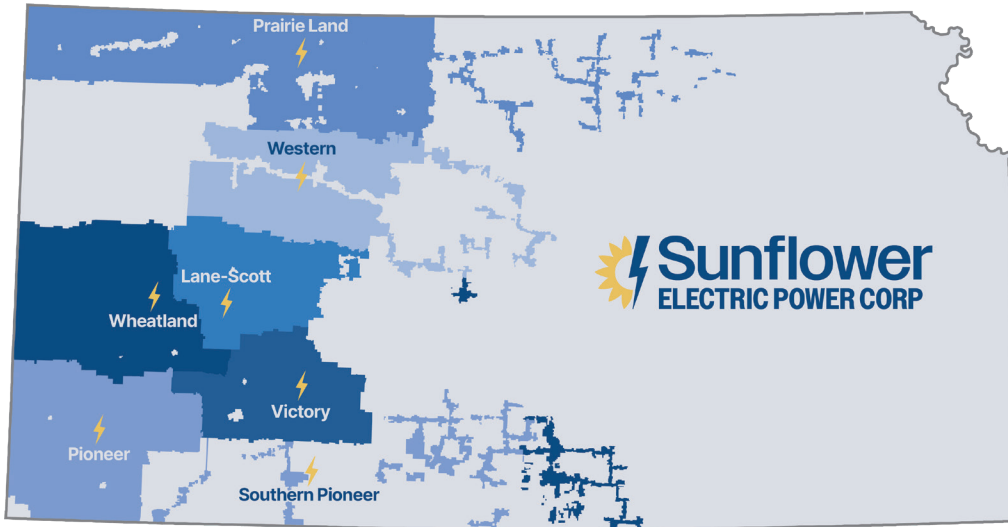 Prairie Land
Western
Lane-Scott
Wheatland
Victory
Pioneer
Southern Pioneer
Sunflower
ELECTRIC POWER CORP